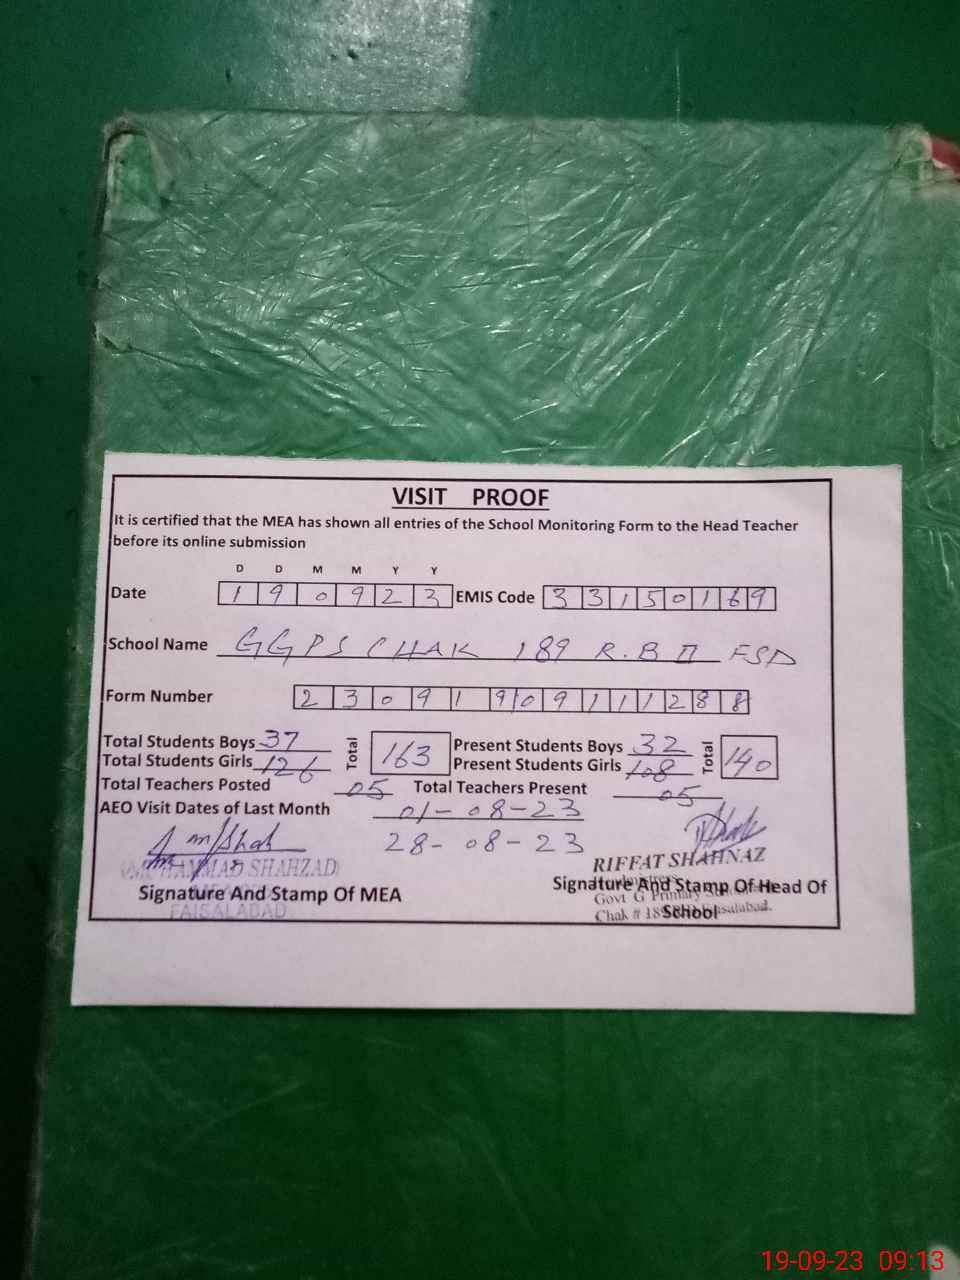 VISIT PROOF
It is certified that the MEA has shown all entries of the School Monitoring Form to the Head Teacher
before its online submission
D D M M Y Y
Date 1 9 0 9 2 3 EMIS Code 3 3 1 5 0 1 6 9
School Name GGPS CHAK 189 R.B II FSD
Form Number 2 3 0 9 1 9 0 9 1 1 1 2 8 8
Total Students Boys 37 Total 163 Present Students Boys 32 Total 140
Total Students Girls 126 Present Students Girls 108
Total Teachers Posted 05 Total Teachers Present 05
AEO Visit Dates of Last Month 01-08-23
28-08-23
MUHAMMAD SHAHZAD
RIFFAT SHAHNAZ
Signature And Stamp Of MEA
FAISALABAD
Signature And Stamp Of Head Of
School
Govt G Primary
Chak # 18 Faisalabad.
19-09-23 09:13